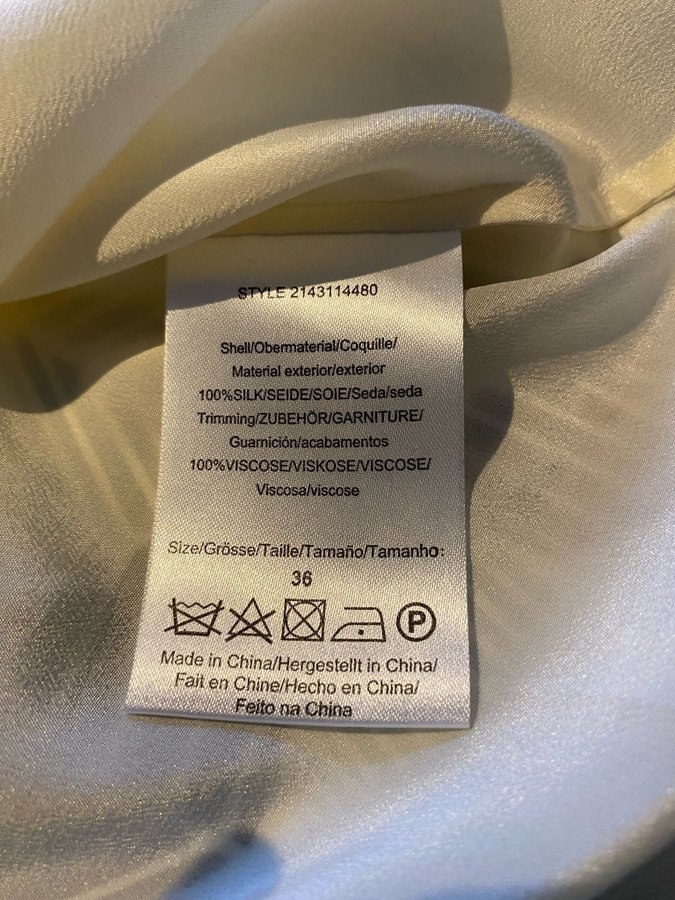 STYLE 2143114480
Shell/Obermaterial/Coquille/
Material exterior/exterior
100%SILK/SEIDE/SOIE/Seda/seda
Trimming/ZUBEHÖR/GARNITURE/
Guarnición/acabamentos
100%VISCOSE/VISKOSE/VISCOSE/
Viscosa/viscose
Size/Grösse/Taille/Tamaño/Tamanho:
36
P
Made in China/Hergestellt in China/
Fait en Chine/Hecho en China/
Feito na China